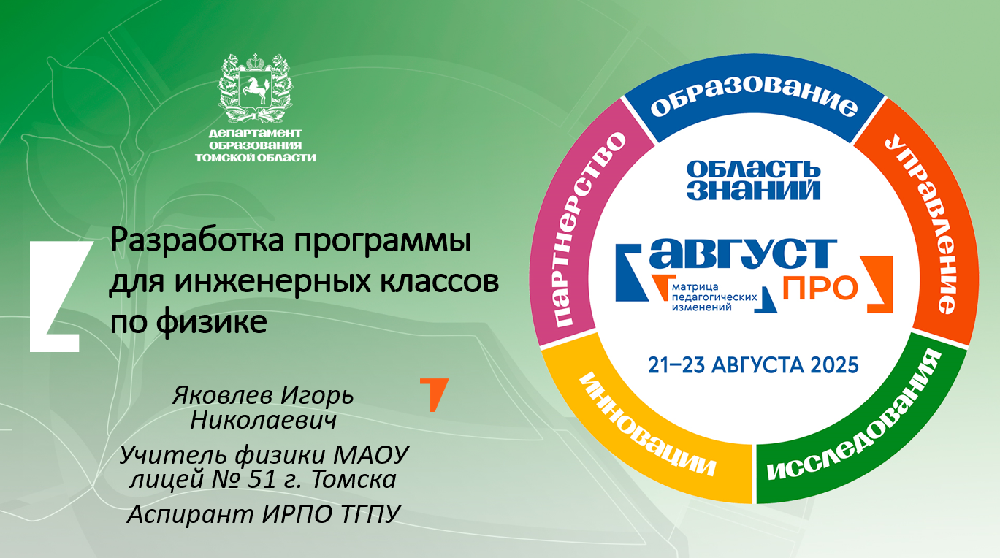 ДЕПАРТАМЕНТ
ОБРАЗОВАНИЯ
ТОМСКОЙ ОБЛАСТИ
Разработка программы
для инженерных классов
по физике
Яковлев Игорь
Николаевич
Учитель физики МАОУ
лицей № 51 г. Томска
Аспирант ИРПО ТГПУ
ОБРАЗОВАНИЕ
УПРАВЛЕНИЕ
ИССЛЕДОВАНИЯ
ИННОВАЦИИ
ПАРТНЕРСТВО
ОБЛАСТЬ
ЗНАНИЙ
АВГУСТ
ПРО
матрица
педагогических
изменений
21–23 АВГУСТА 2025